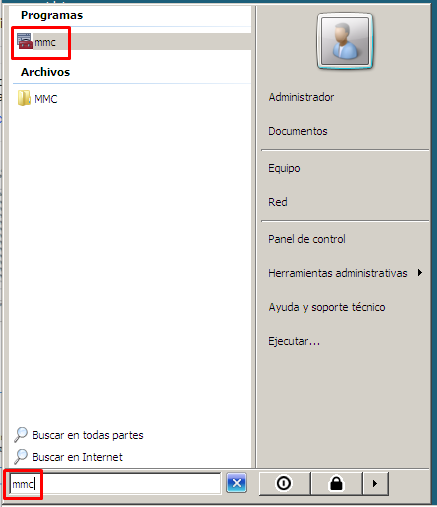 Programas
mmc
Archivos
MMC
Buscar en todas partes
Buscar en Internet
mmc
Administrador
Documentos
Equipo
Red
Panel de control
Herramientas administrativas
Ayuda y soporte técnico
Ejecutar...